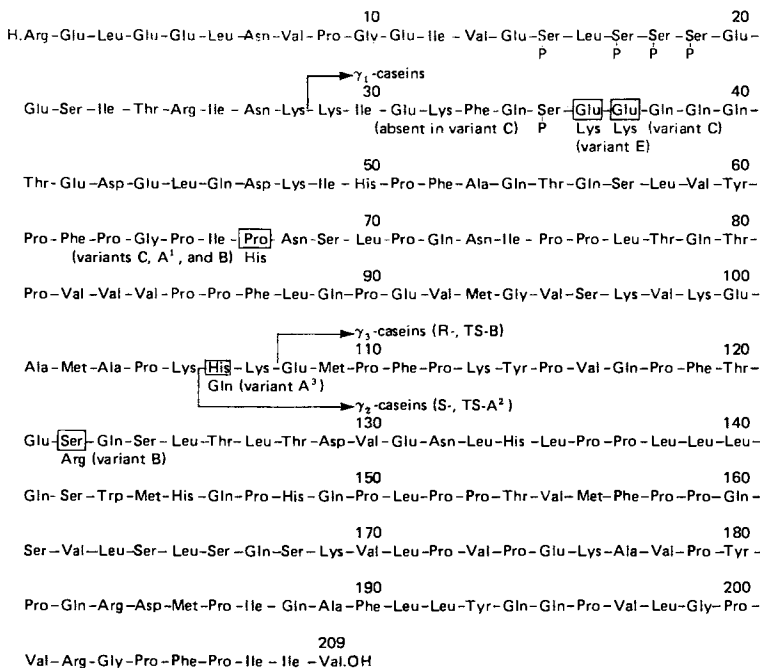 10 20
H.Arg–Glu–Leu–Glu–Glu–Leu–Asn–Val–Pro–Gly–Glu–Ile–Val–Glu–Ser–Leu–Ser–Ser–Ser–Glu–
P P P P
γ1-caseins
30 40
Glu–Ser–Ile–Thr–Arg–Ile–Asn–Lys–Lys–Ile–Glu–Lys–Phe–Gln–Ser–Glu–Glu–Gln–Gln–Gln–
(absent in variant C) P Lys Lys (variant C)
(variant E)
50 60
Thr–Glu–Asp–Glu–Leu–Gln–Asp–Lys–Ile–His–Pro–Phe–Ala–Gln–Thr–Gln–Ser–Leu–Val–Tyr–
70 80
Pro–Phe–Pro–Gly–Pro–Ile–Pro–Asn–Ser–Leu–Pro–Gln–Asn–Ile–Pro–Pro–Leu–Thr–Gln–Thr–
(variants C, A1, and B) His
90 100
Pro–Val–Val–Val–Pro–Pro–Phe–Leu–Gln–Pro–Glu–Val–Met–Gly–Val–Ser–Lys–Val–Lys–Glu–
γ3-caseins (R-, TS-B)
110 120
Ala–Met–Ala–Pro–Lys–His–Lys–Glu–Met–Pro–Phe–Pro–Lys–Tyr–Pro–Val–Gln–Pro–Phe–Thr–
Gln (variant A3)
γ2-caseins (S-, TS-A2)
130 140
Glu–Ser–Gln–Ser–Leu–Thr–Leu–Thr–Asp–Val–Glu–Asn–Leu–His–Leu–Pro–Pro–Leu–Leu–Leu–
Arg (variant B)
150 160
Gln–Ser–Trp–Met–His–Gln–Pro–His–Gln–Pro–Leu–Pro–Pro–Thr–Val–Met–Phe–Pro–Pro–Gln–
170 180
Ser–Val–Leu–Ser–Leu–Ser–Gln–Ser–Lys–Val–Leu–Pro–Val–Pro–Glu–Lys–Ala–Val–Pro–Tyr–
190 200
Pro–Gln–Arg–Asp–Met–Pro–Ile–Gln–Ala–Phe–Leu–Leu–Tyr–Gln–Gln–Pro–Val–Leu–Gly–Pro–
209
Val–Arg–Gly–Pro–Phe–Pro–Ile–Ile–Val.OH